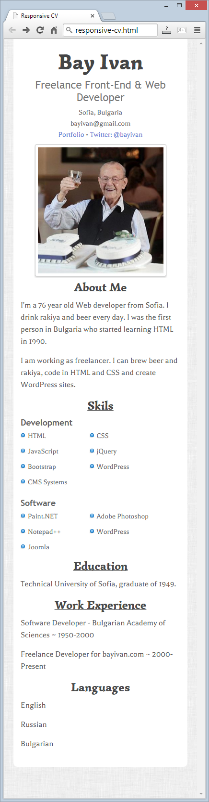 Responsive CV
responsive-cv.html
Bay Ivan
Freelance Front-End & Web
Developer
Sofia, Bulgaria
bayivan@gmail.com
Portfolio - Twitter: @bayivan
About Me
I'm a 76 year old Web developer from Sofia. I
drink rakiya and beer every day. I was the first
person in Bulgaria who started learning HTML
in 1990.
I am working as freelancer. I can brew beer and
rakiya, code in HTML and CSS and create
WordPress sites.
Skils
Development
HTML
CSS
JavaScript
jQuery
Bootstrap
WordPress
CMS Systems
Software
Paint.NET
Adobe Photoshop
Notepad++
WordPress
Joomla
Education
Technical University of Sofia, graduate of 1949.
Work Experience
Software Developer - Bulgarian Academy of
Sciences – 1950-2000
Freelance Developer for bayivan.com – 2000-
Present
Languages
English
Russian
Bulgarian